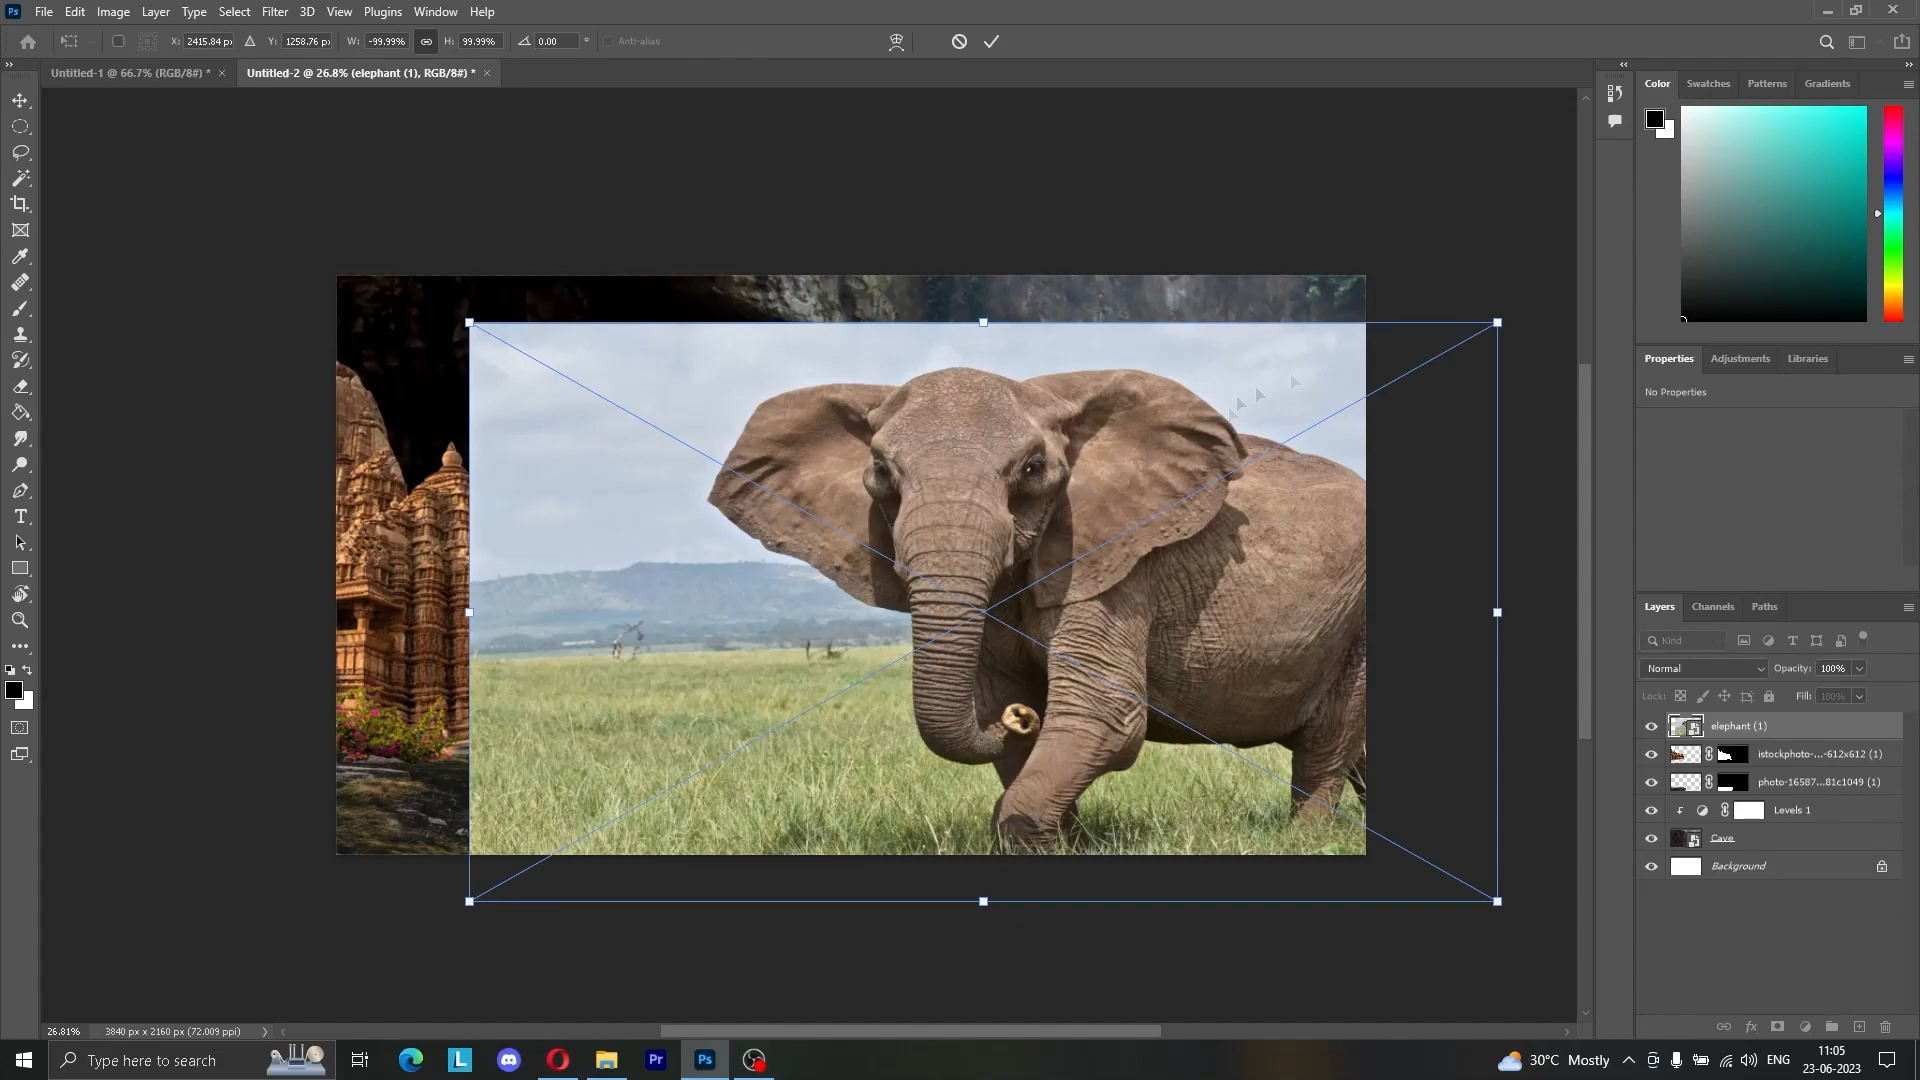 Ps File Edit Image Layer Type Select Filter 3D View Plugins Window Help
X: 2415.84 px Y: 1258.76 px W: -99.99% H: 99.99% 0.00 ° Anti-alias
Untitled-1 @ 66.7% (RGB/8#) * × Untitled-2 @ 26.8% (elephant (1), RGB/8#) * ×
Color Swatches Patterns Gradients
Properties Adjustments Libraries
No Properties
Layers Channels Paths
Kind
Normal Opacity: 100%
Lock: Fill: 100%
elephant (1)
istockphoto-...-612x612 (1)
photo-16587...81c1049 (1)
Levels 1
Cave
Background
fx
26.81% 3840 px x 2160 px (72.009 ppi)
Type here to search
L Pr Ps
30°C Mostly ENG
11:05
23-06-2023